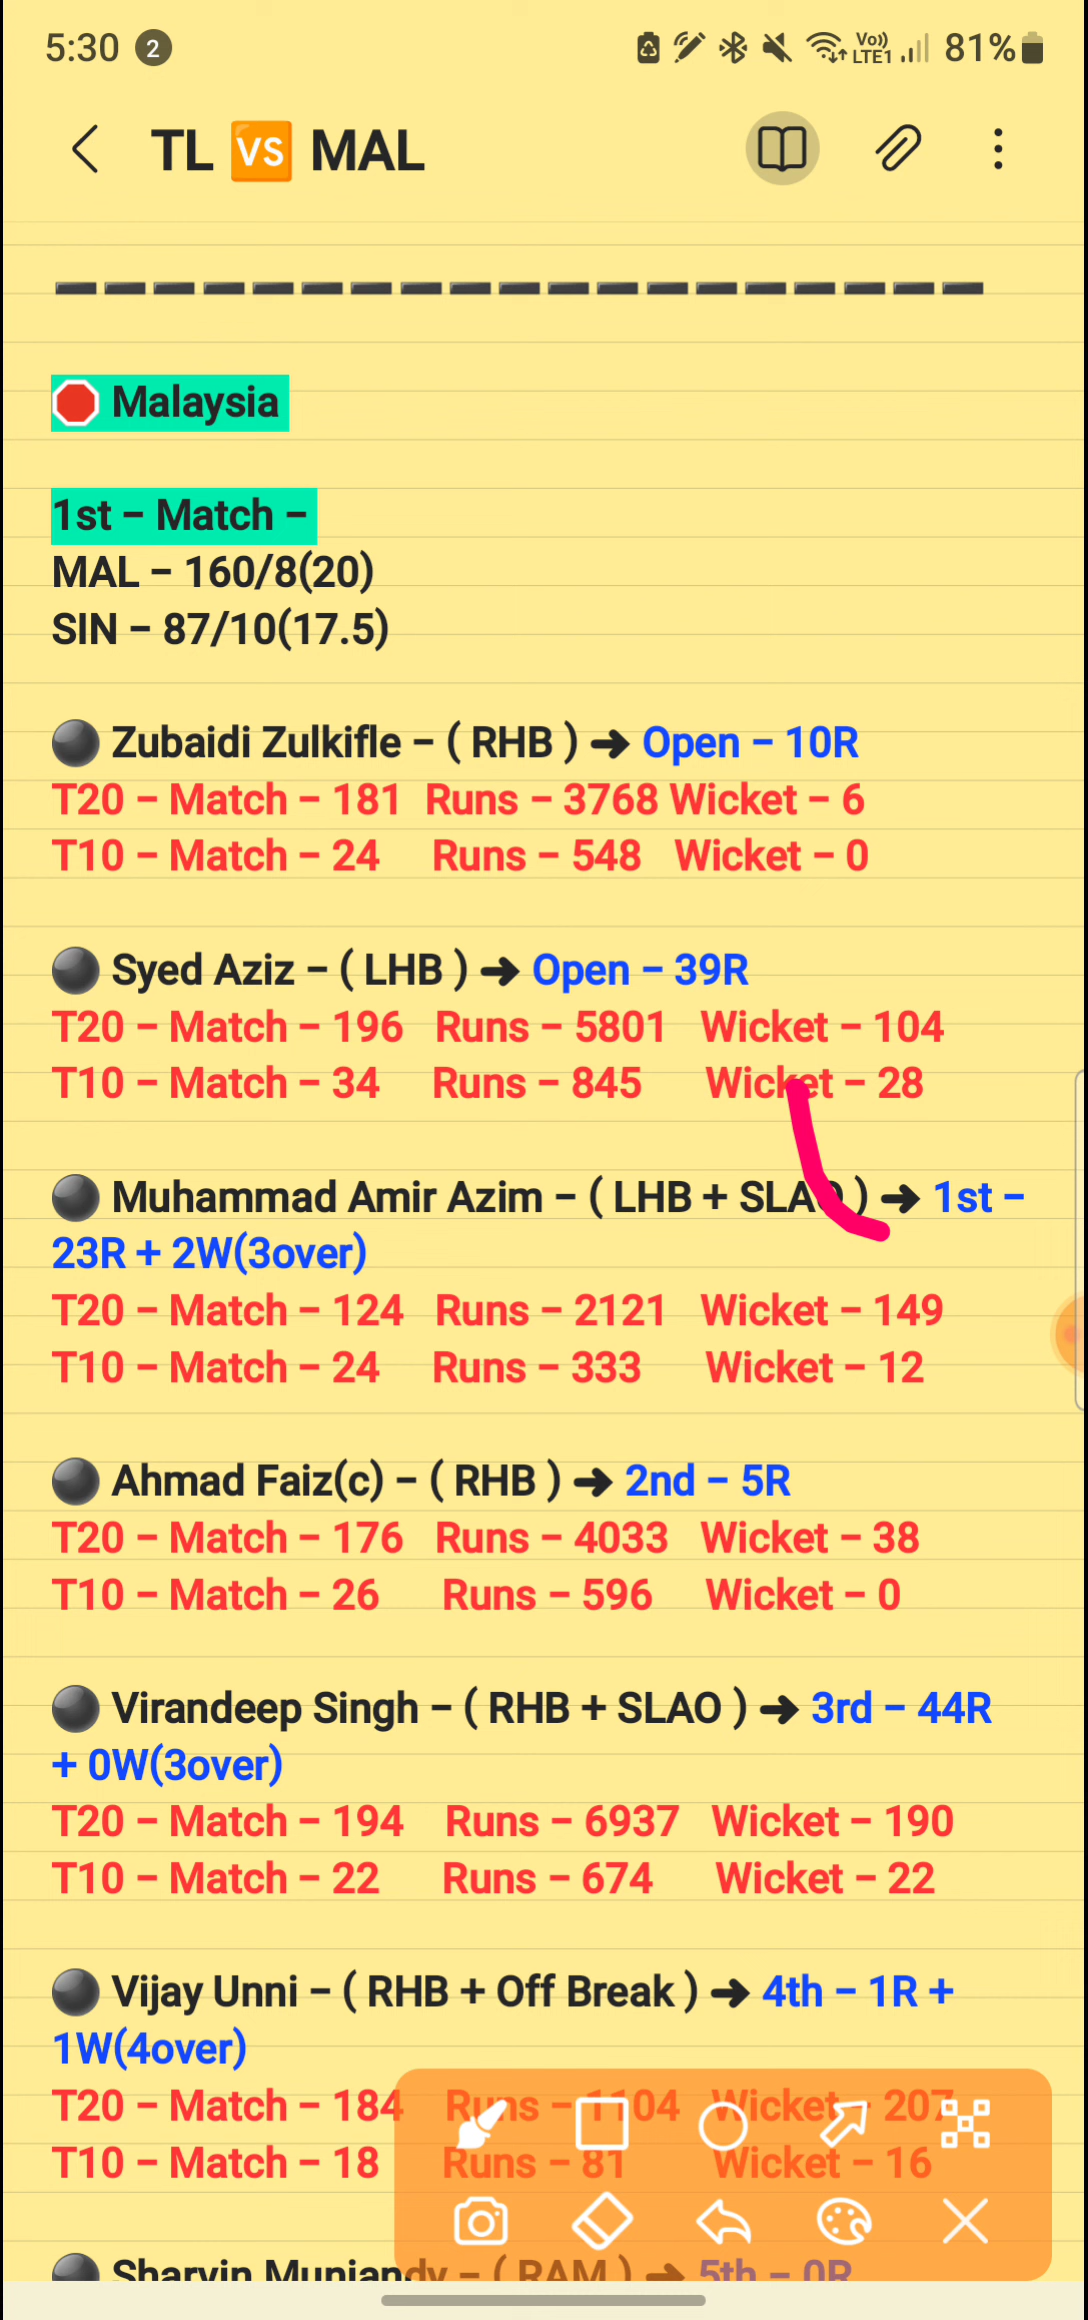 5:30 2 Vo)) LTE1 81%
TL VS MAL
Malaysia
1st – Match –
MAL – 160/8(20)
SIN – 87/10(17.5)
Zubaidi Zulkifle – ( RHB ) → Open – 10R
T20 – Match – 181 Runs – 3768 Wicket – 6
T10 – Match – 24 Runs – 548 Wicket – 0
Syed Aziz – ( LHB ) → Open – 39R
T20 – Match – 196 Runs – 5801 Wicket – 104
T10 – Match – 34 Runs – 845 Wicket – 28
Muhammad Amir Azim – ( LHB + SLAO ) → 1st –
23R + 2W(3over)
T20 – Match – 124 Runs – 2121 Wicket – 149
T10 – Match – 24 Runs – 333 Wicket – 12
Ahmad Faiz(c) – ( RHB ) → 2nd – 5R
T20 – Match – 176 Runs – 4033 Wicket – 38
T10 – Match – 26 Runs – 596 Wicket – 0
Virandeep Singh – ( RHB + SLAO ) → 3rd – 44R
+ 0W(3over)
T20 – Match – 194 Runs – 6937 Wicket – 190
T10 – Match – 22 Runs – 674 Wicket – 22
Vijay Unni – ( RHB + Off Break ) → 4th – 1R +
1W(4over)
T20 – Match – 184 Runs – 1104 Wicket – 207
T10 – Match – 18 Runs – 81 Wicket – 16
Sharvin Muniandy – ( RAM ) → 5th – 0R